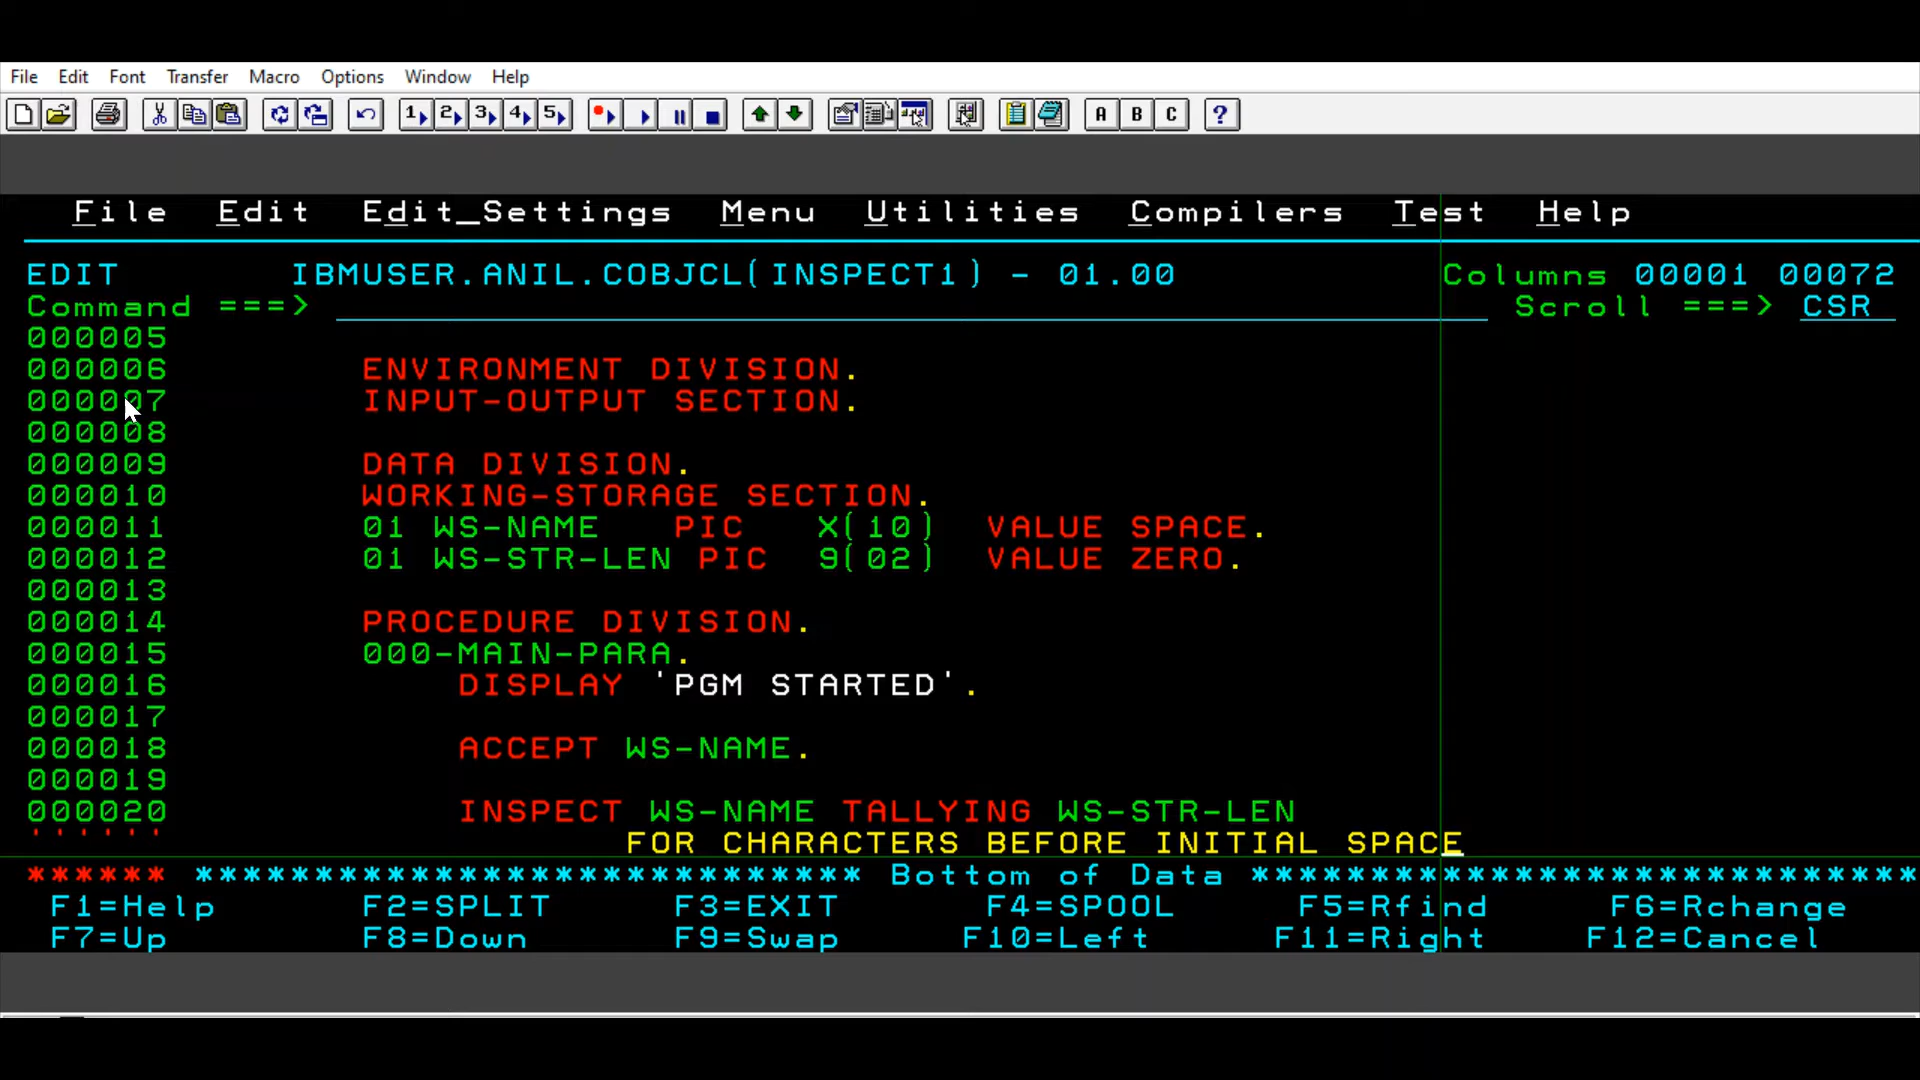 File Edit Font Transfer Macro Options Window Help
1 2 3 4 5 A B C ?
File Edit Edit_Settings Menu Utilities Compilers Test Help
EDIT IBMUSER.ANIL.COBJCL(INSPECT1) - 01.00 Columns 00001 00072
Command ===> Scroll ===> CSR
000005
000006 ENVIRONMENT DIVISION.
000007 INPUT-OUTPUT SECTION.
000008
000009 DATA DIVISION.
000010 WORKING-STORAGE SECTION.
000011 01 WS-NAME PIC X(10) VALUE SPACE.
000012 01 WS-STR-LEN PIC 9(02) VALUE ZERO.
000013
000014 PROCEDURE DIVISION.
000015 000-MAIN-PARA.
000016 DISPLAY 'PGM STARTED'.
000017
000018 ACCEPT WS-NAME.
000019
000020 INSPECT WS-NAME TALLYING WS-STR-LEN
'''''' FOR CHARACTERS BEFORE INITIAL SPACE
****** **************************** Bottom of Data ****************************
F1=Help F2=SPLIT F3=EXIT F4=SPOOL F5=Rfind F6=Rchange
F7=Up F8=Down F9=Swap F10=Left F11=Right F12=Cancel